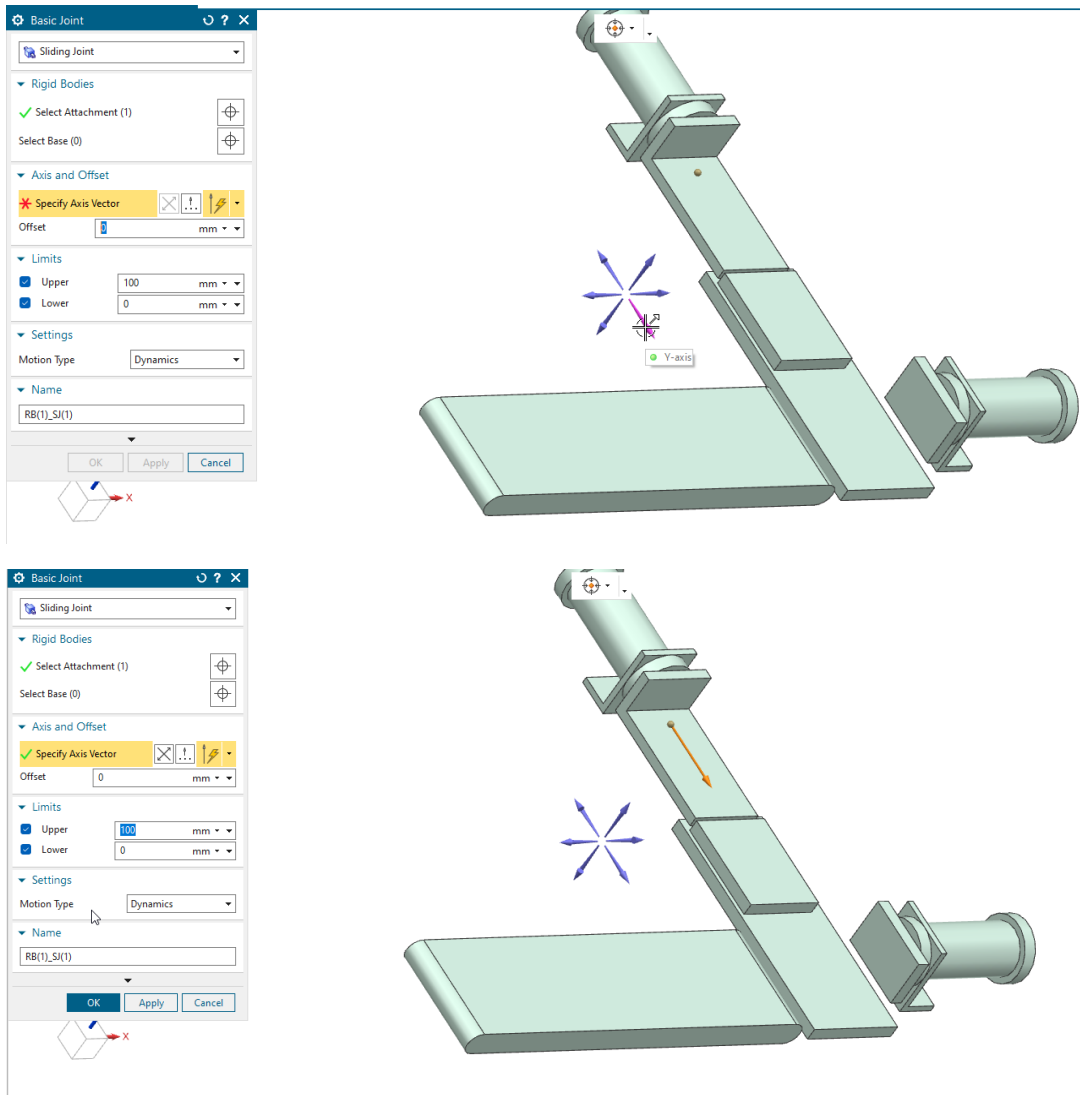 Basic Joint ?
Sliding Joint
Rigid Bodies
Select Attachment (1)
Select Base (0)
Axis and Offset
Specify Axis Vector
Offset 0 mm
Limits
Upper 100 mm
Lower 0 mm
Settings
Motion Type Dynamics
Name
RB(1)_SJ(1)
OK Apply Cancel
X
Y-axis
Basic Joint ?
Sliding Joint
Rigid Bodies
Select Attachment (1)
Select Base (0)
Axis and Offset
Specify Axis Vector
Offset 0 mm
Limits
Upper 100 mm
Lower 0 mm
Settings
Motion Type Dynamics
Name
RB(1)_SJ(1)
OK Apply Cancel
X